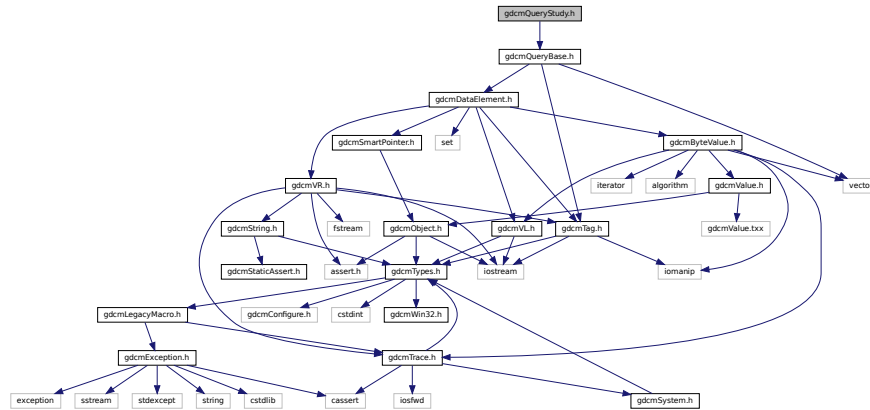 gdcmQueryStudy.h
gdcmQueryBase.h
gdcmDataElement.h
gdcmSmartPointer.h
set
gdcmByteValue.h
gdcmVR.h
iterator
algorithm
gdcmValue.h
vecto
gdcmString.h
fstream
gdcmObject.h
gdcmVL.h
gdcmTag.h
gdcmValue.txx
gdcmStaticAssert.h
assert.h
gdcmTypes.h
iostream
iomanip
gdcmLegacyMacro.h
gdcmConfigure.h
cstdint
gdcmWin32.h
gdcmException.h
gdcmTrace.h
exception
sstream
stdexcept
string
cstdlib
cassert
iosfwd
gdcmSystem.h